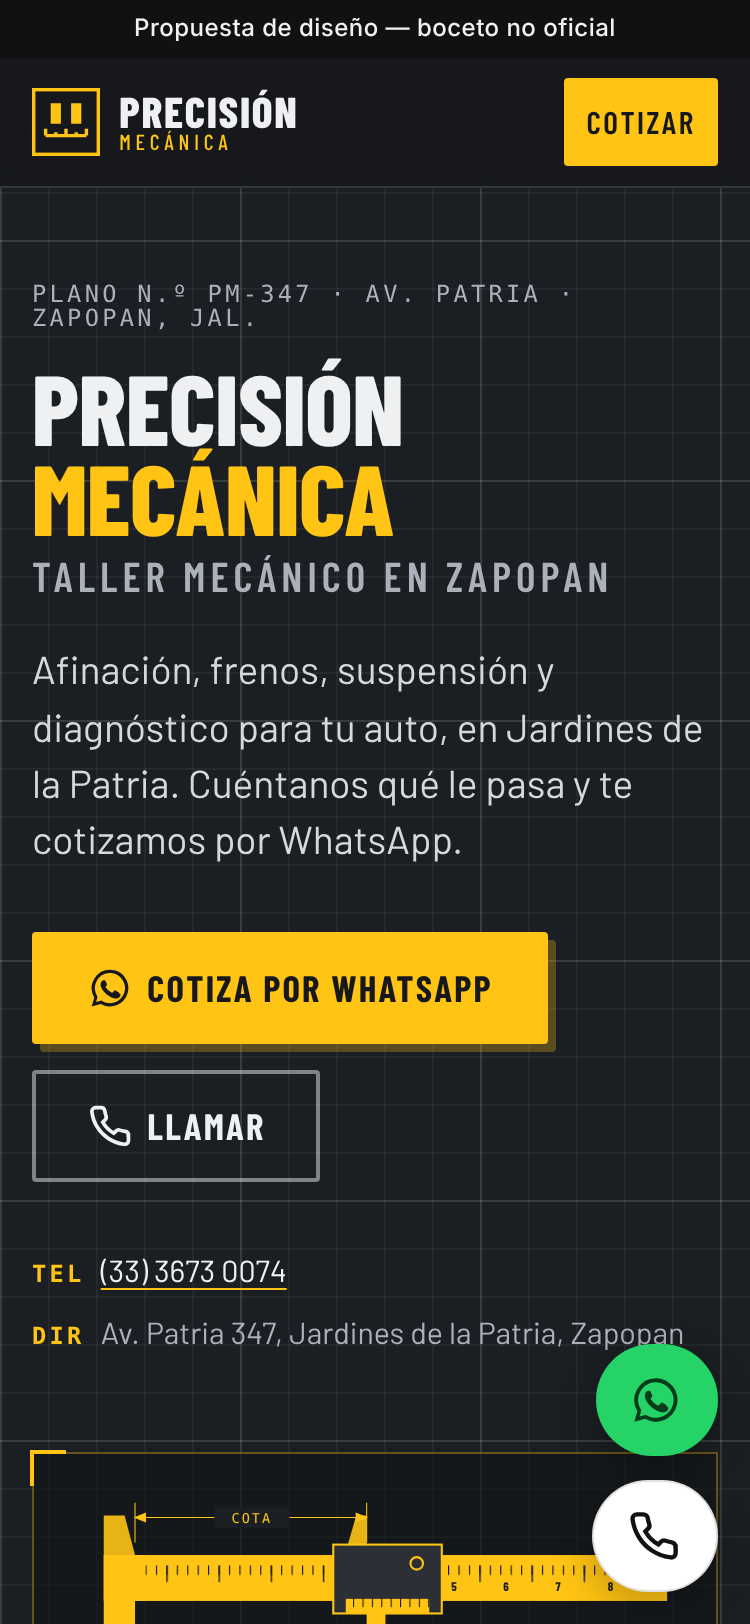 Propuesta de diseño — boceto no oficial
PRECISIÓN
MECÁNICA
COTIZAR
PLANO N.º PM-347 · AV. PATRIA ·
ZAPOPAN, JAL.
PRECISIÓN
MECÁNICA
TALLER MECÁNICO EN ZAPOPAN
Afinación, frenos, suspensión y
diagnóstico para tu auto, en Jardines de
la Patria. Cuéntanos qué le pasa y te
cotizamos por WhatsApp.
COTIZA POR WHATSAPP
LLAMAR
TEL (33) 3673 0074
DIR Av. Patria 347, Jardines de la Patria, Zapopan
COTA
5 6 7 8